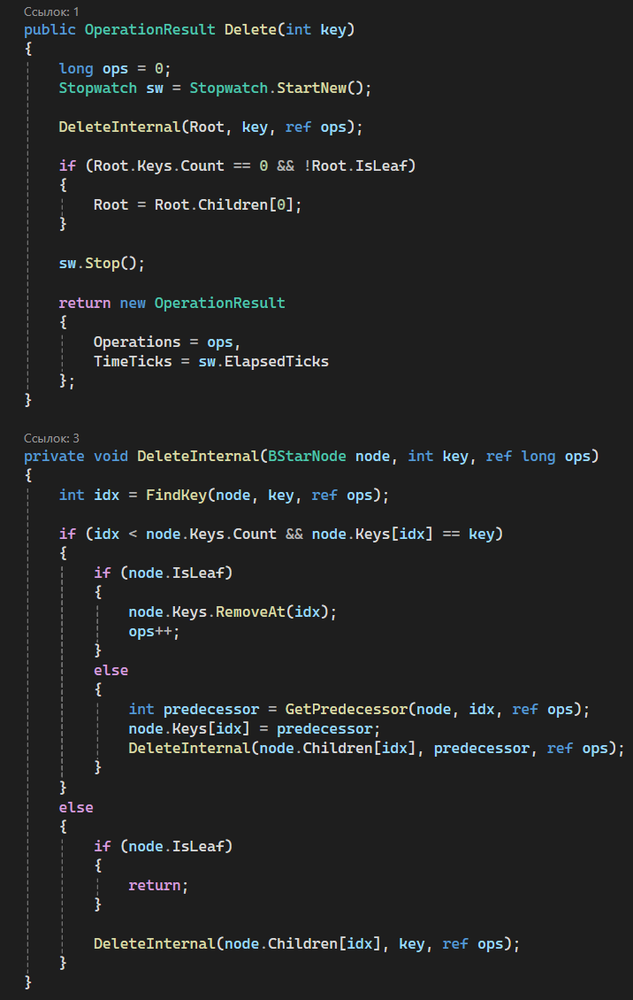 Ссылок: 1
public OperationResult Delete(int key)
{
    long ops = 0;
    Stopwatch sw = Stopwatch.StartNew();

    DeleteInternal(Root, key, ref ops);

    if (Root.Keys.Count == 0 && !Root.IsLeaf)
    {
        Root = Root.Children[0];
    }

    sw.Stop();

    return new OperationResult
    {
        Operations = ops,
        TimeTicks = sw.ElapsedTicks
    };
}

Ссылок: 3
private void DeleteInternal(BStarNode node, int key, ref long ops)
{
    int idx = FindKey(node, key, ref ops);

    if (idx < node.Keys.Count && node.Keys[idx] == key)
    {
        if (node.IsLeaf)
        {
            node.Keys.RemoveAt(idx);
            ops++;
        }
        else
        {
            int predecessor = GetPredecessor(node, idx, ref ops);
            node.Keys[idx] = predecessor;
            DeleteInternal(node.Children[idx], predecessor, ref ops);
        }
    }
    else
    {
        if (node.IsLeaf)
        {
            return;
        }

        DeleteInternal(node.Children[idx], key, ref ops);
    }
}